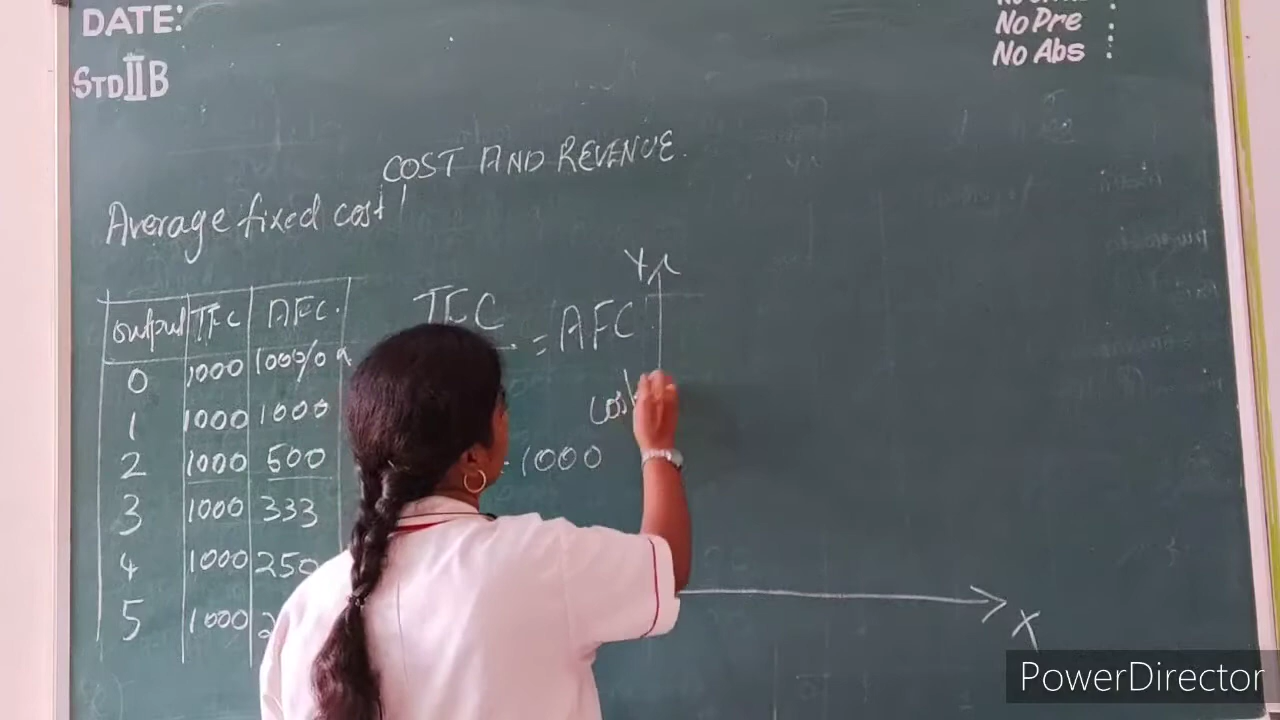 DATE:
STD II B
No Pre :
No Abs :
COST AND REVENUE.
Average fixed cost
output TFC AFC.
0 1000 1000/0 α
1 1000 1000
2 1000 500
3 1000 333
4 1000 250
5 1000 2
TFC = AFC
1000
Y
cost
X
PowerDirector